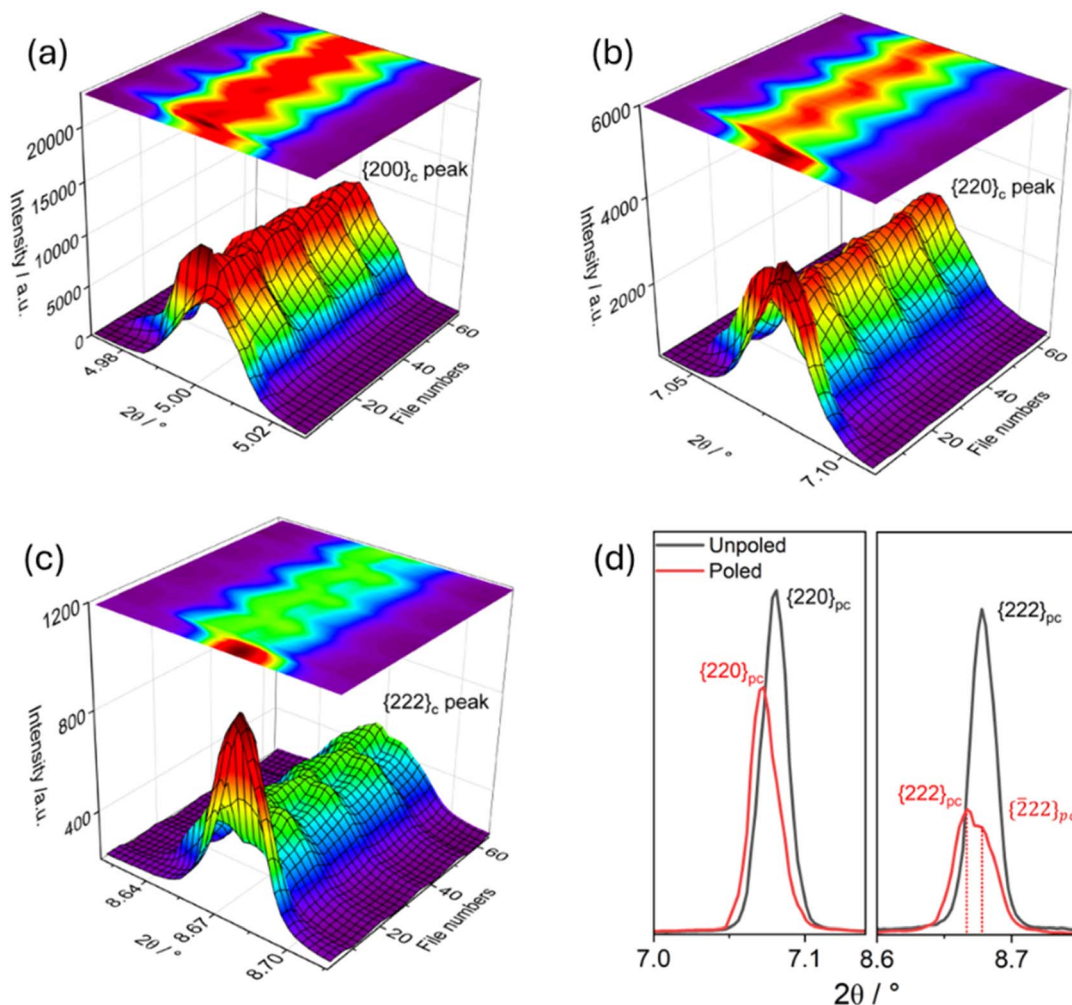 (a)
{200}c peak
Intensity / a.u.
20000
15000
10000
5000
0
4.98
5.00
5.02
2θ / °
20
40
60
File numbers
(b)
{220}c peak
Intensity / a.u.
6000
4000
2000
7.05
7.10
2θ / °
20
40
60
File numbers
(c)
{222}c peak
Intensity /a.u.
1200
800
400
8.64
8.67
8.70
2θ / °
20
40
60
File numbers
(d)
Unpoled
Poled
{220}pc
{220}pc
{222}pc
{222}pc
{2̄22}pc
7.0
7.1
8.6
8.7
2θ / °